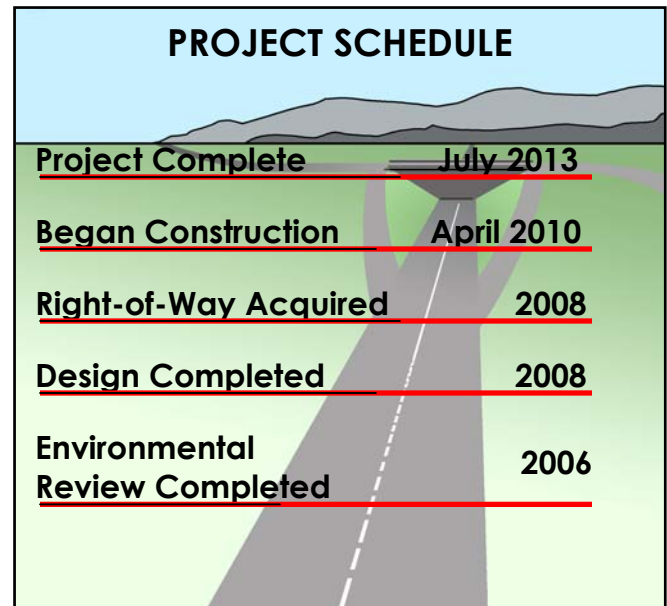 PROJECT SCHEDULE
Project Complete July 2013
Began Construction April 2010
Right-of-Way Acquired 2008
Design Completed 2008
Environmental
Review Completed 2006